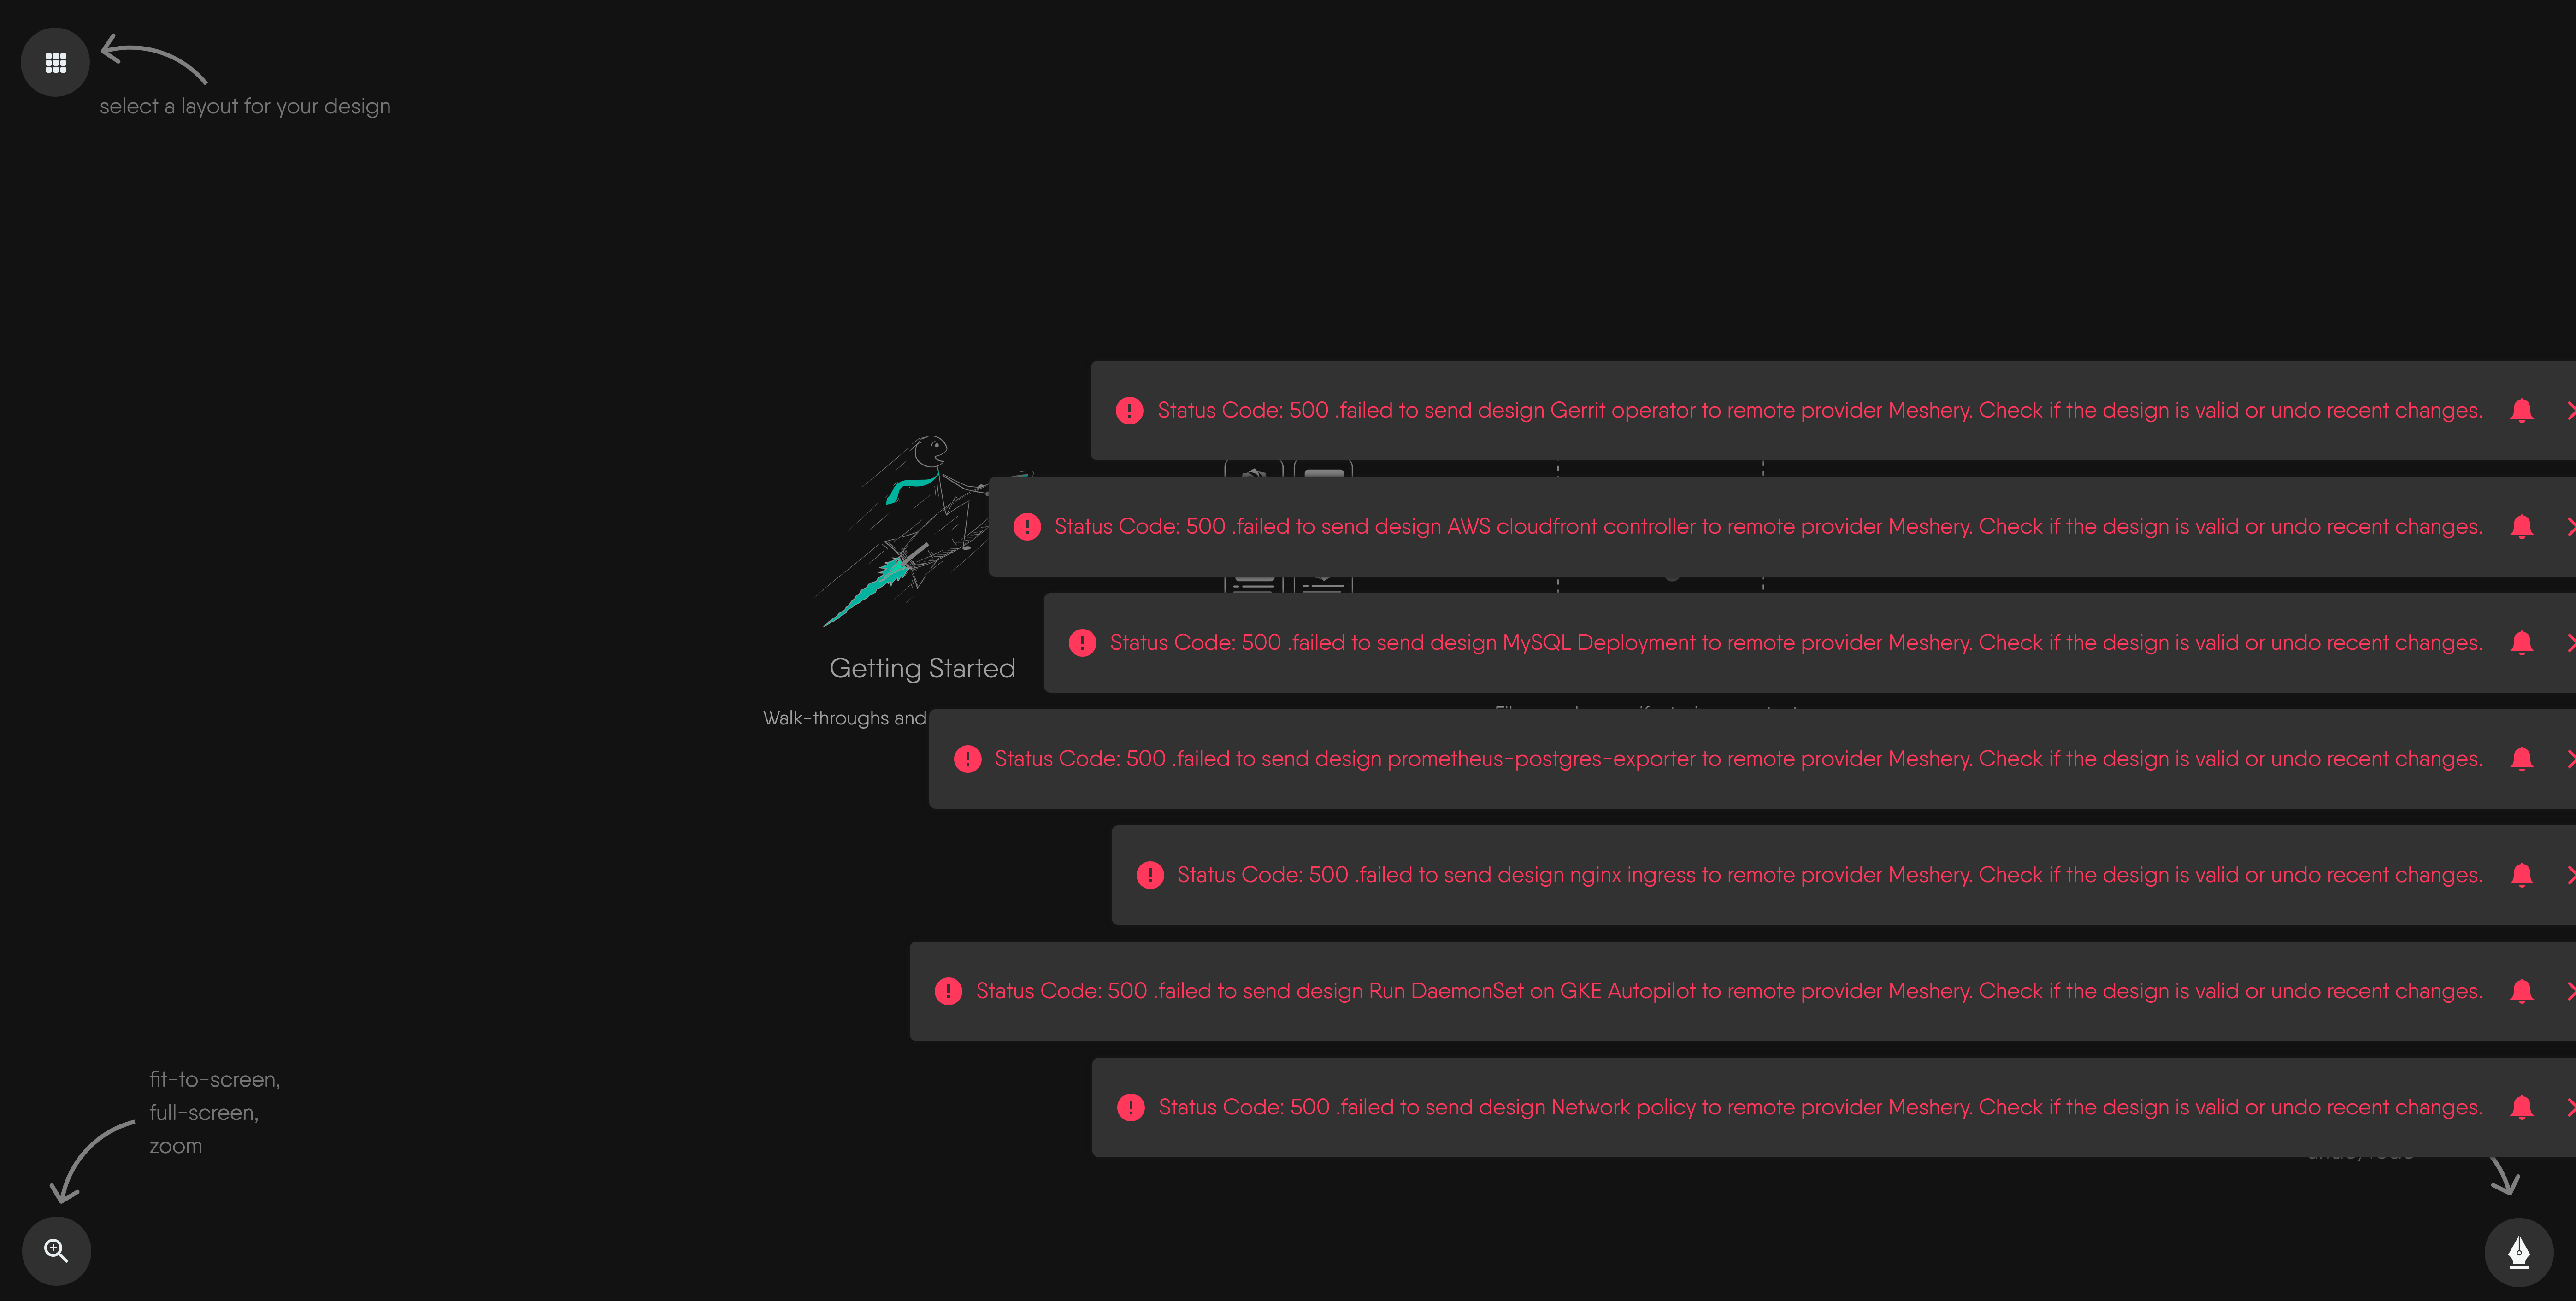 select a layout for your design
Status Code: 500 .failed to send design Gerrit operator to remote provider Meshery. Check if the design is valid or undo recent changes.
Status Code: 500 .failed to send design AWS cloudfront controller to remote provider Meshery. Check if the design is valid or undo recent changes.
Status Code: 500 .failed to send design MySQL Deployment to remote provider Meshery. Check if the design is valid or undo recent changes.
Getting Started
Walk-throughs and
Status Code: 500 .failed to send design prometheus-postgres-exporter to remote provider Meshery. Check if the design is valid or undo recent changes.
Status Code: 500 .failed to send design nginx ingress to remote provider Meshery. Check if the design is valid or undo recent changes.
Status Code: 500 .failed to send design Run DaemonSet on GKE Autopilot to remote provider Meshery. Check if the design is valid or undo recent changes.
Status Code: 500 .failed to send design Network policy to remote provider Meshery. Check if the design is valid or undo recent changes.
fit-to-screen,
full-screen,
zoom